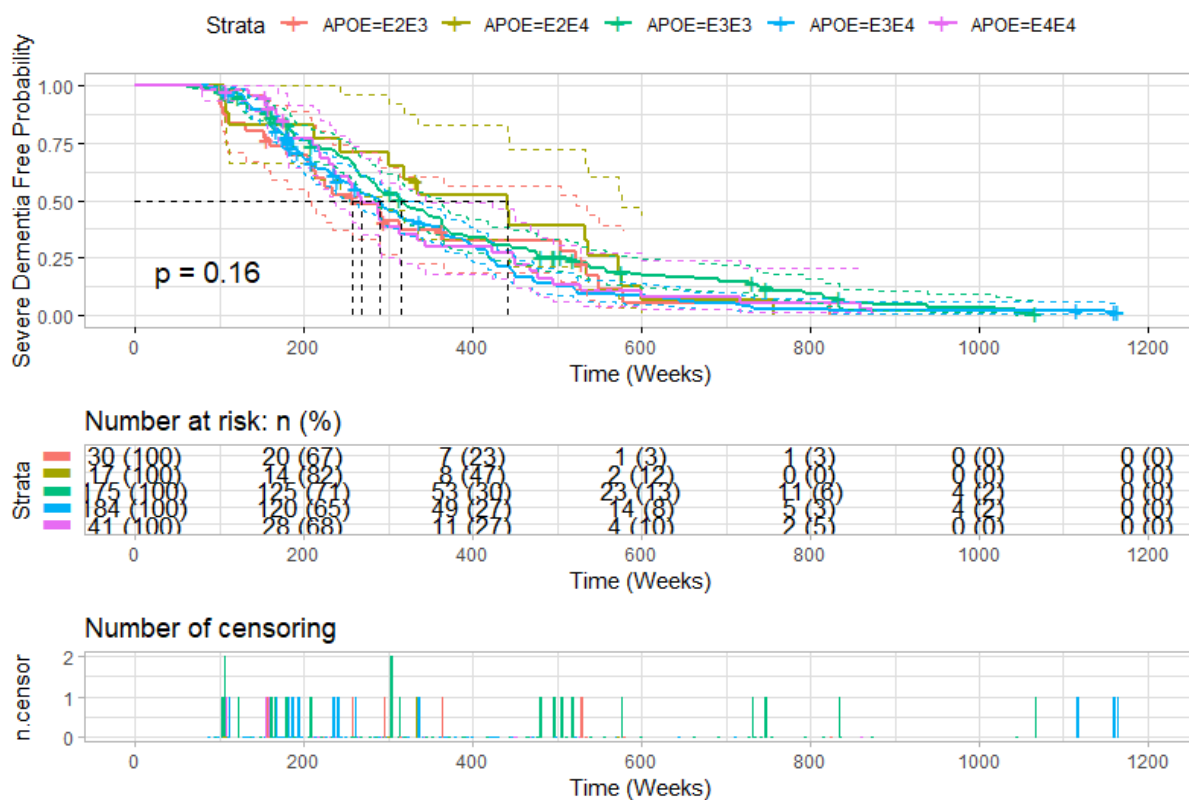 Strata APOE=E2E3 APOE=E2E4 APOE=E3E3 APOE=E3E4 APOE=E4E4
Severe Dementia Free Probability
1.00
0.75
0.50
0.25
0.00
p = 0.16
0 200 400 600 800 1000 1200
Time (Weeks)
Number at risk: n (%)
Strata
30 (100) 20 (67) 7 (23) 1 (3) 1 (3) 0 (0) 0 (0)
17 (100) 14 (82) 8 (47) 2 (12) 0 (0) 0 (0) 0 (0)
175 (100) 125 (71) 53 (30) 23 (13) 11 (6) 4 (2) 0 (0)
184 (100) 120 (65) 49 (27) 14 (8) 5 (3) 4 (2) 0 (0)
41 (100) 28 (68) 11 (27) 4 (10) 2 (5) 0 (0) 0 (0)
0 200 400 600 800 1000 1200
Time (Weeks)
Number of censoring
n.censor
2
1
0
0 200 400 600 800 1000 1200
Time (Weeks)